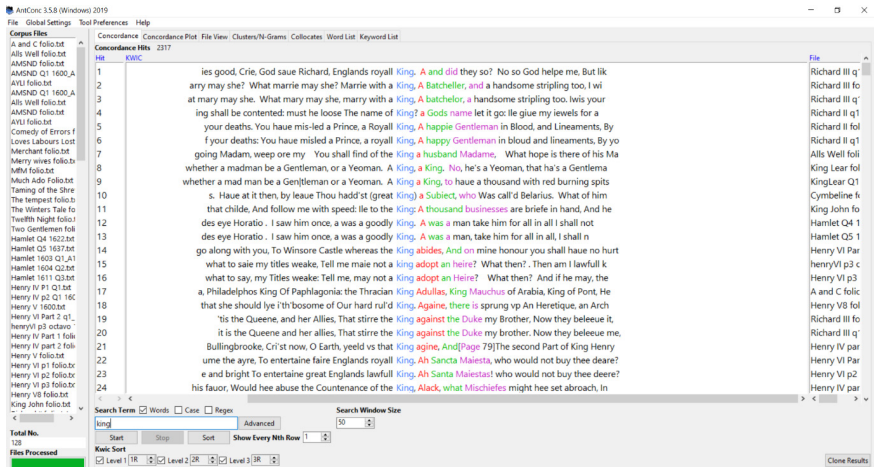 AntConc 3.5.8 (Windows) 2019
File Global Settings Tool Preferences Help
Corpus Files
A and C folio.txt
Alls Well folio.txt
AMSND folio.txt
AMSND Q1 1600_A
AYLI folio.txt
AMSND Q1 1600_A
Alls Well folio.txt
AMSND folio.txt
AYLI folio.txt
Comedy of Errors f
Loves Labours Lost
Merchant folio.txt
Merry wives folio.tx
MfM folio.txt
Much Ado Folio.txt
Taming of the Shre
The tempest folio.t
The Winters Tale fo
Twelfth Night folio.t
Two Gentlemen foli
Hamlet Q4 1622.txt
Hamlet Q5 1637.txt
Hamlet 1603 Q1_A1
Hamlet 1604 Q2.txt
Hamlet 1611 Q3.txt
Henry IV P1 Q1.txt
Henry IV p2 Q1 160
Henry V 1600.txt
Henry VI Part 2 q1_
henryVI p3 octavo
Henry IV Part 1 folio
Henry IV part 2 foli
Henry V folio.txt
Henry VI p1 folio.tx
Henry VI p2 folio.tx
Henry VI p3 folio.tx
Henry V8 folio.txt
King John folio.txt
Total No.
128
Files Processed
Concordance Concordance Plot File View Clusters/N-Grams Collocates Word List Keyword List
Concordance Hits 2317
Hit KWIC File
1 ies good, Crie, God saue Richard, Englands royall King. A and did they so? No so God helpe me, But lik Richard III q1
2 arry may she? What marrie may she? Marrie with a King, A Batcheller, and a handsome stripling too, I wi Richard III fo
3 at mary may she. What mary may she, marry with a King, A batchelor, a handsome stripling too. Iwis your Richard III q1
4 ing shall be contented: must he loose The name of King? a Gods name let it go: Ile giue my iewels for a Richard II q1
5 your deaths. You haue mis-led a Prince, a Royall King, A happie Gentleman in Blood, and Lineaments, By Richard II fol
6 f your deaths: You haue misled a Prince, a royall King, A happy Gentleman in bloud and lineaments, By yo Richard II q1
7 going Madam, weep ore my You shall find of the King a husband Madame, What hope is there of his Ma Alls Well foli
8 whether a madman be a Gentleman, or a Yeoman. A King, a King. No, he's a Yeoman, that ha's a Gentlema King Lear fol
9 whether a mad man be a Gen|tleman or a Yeoman. A King a King, to haue a thousand with red burning spits KingLear Q1
10 s. Haue at it then, by leaue Thou hadd'st (great King) a Subiect, who Was call'd Belarius. What of him Cymbeline f
11 that childe, And follow me with speed: Ile to the King: A thousand businesses are briefe in hand, And he King John fo
12 des eye Horatio . I saw him once, a was a goodly King. A was a man take him for all in all I shall not Hamlet Q4 1
13 des eye Horatio . I saw him once, a was a goodly King. A was a man, take him for all in all, I shall n Hamlet Q5 1
14 go along with you, To Winsore Castle whereas the King abides, And on mine honour you shall haue no hurt Henry VI Par
15 what to saie my titles weake, Tell me maie not a king adopt an heire? What then? . Then am I lawfull k henryVI p3 c
16 what to say, my Titles weake: Tell me, may not a king adopt an Heire? What then? And if he may, the Henry VI p3
17 a, Philadelphos King Of Paphlagonia: the Thracian King Adullas, King Mauchus of Arabia, King of Pont, He A and C folio
18 that she should lye i'th'bosome of Our hard rul'd King. Againe, there is sprung vp An Heretique, an Arch Henry V8 fol
19 'tis the Queene, and her Allies, That stirre the King against the Duke my Brother, Now they beleeue it, Richard III fo
20 it is the Queene and her Allies, That stirre the King against the Duke my brother. Now they beleeue me, Richard III q1
21 Bullingbrooke, Cri'st now, O Earth, yeeld vs that King agine, And[Page 79]The second Part of King Henry Henry IV par
22 ume the ayre, To entertaine faire Englands royall King. Ah Sancta Maiesta, who would not buy thee deare? Henry VI Par
23 e and bright To entertaine great Englands lawfull King. Ah Santa Maiestas! who would not buy thee deere? Henry VI p2
24 his fauor, Would hee abuse the Countenance of the King, Alack, what Mischiefes might hee set abroach, In Henry IV par
Search Term Words Case Regex Search Window Size
king Advanced 50
Start Stop Sort Show Every Nth Row 1
Kwic Sort
Level 1 1R Level 2 2R Level 3 3R Clone Results